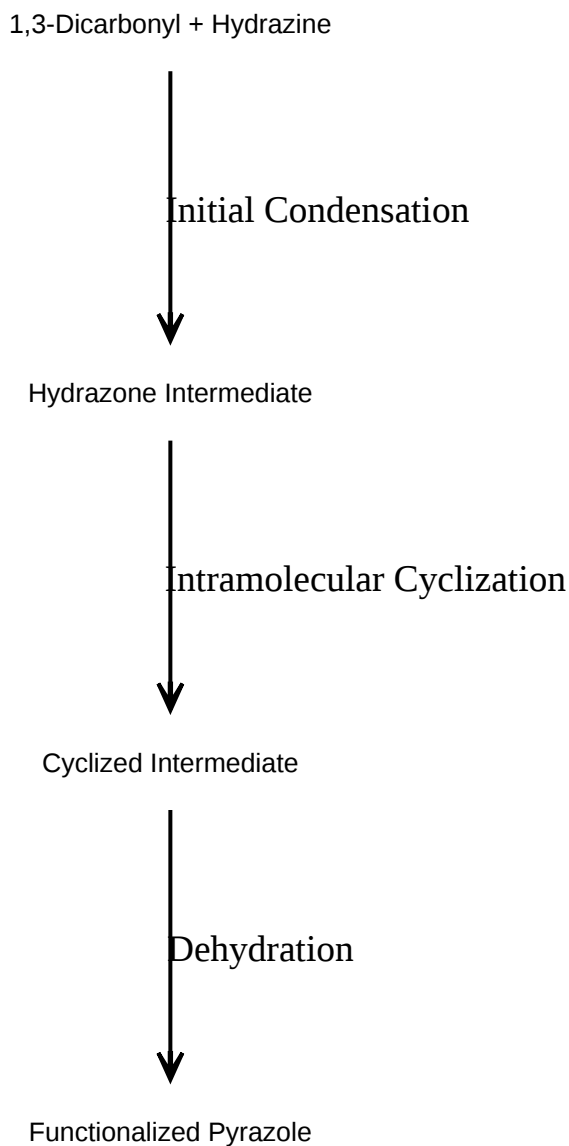 1,3-Dicarbonyl + Hydrazine
Initial Condensation
Hydrazone Intermediate
Intramolecular Cyclization
Cyclized Intermediate
Dehydration
Functionalized Pyrazole